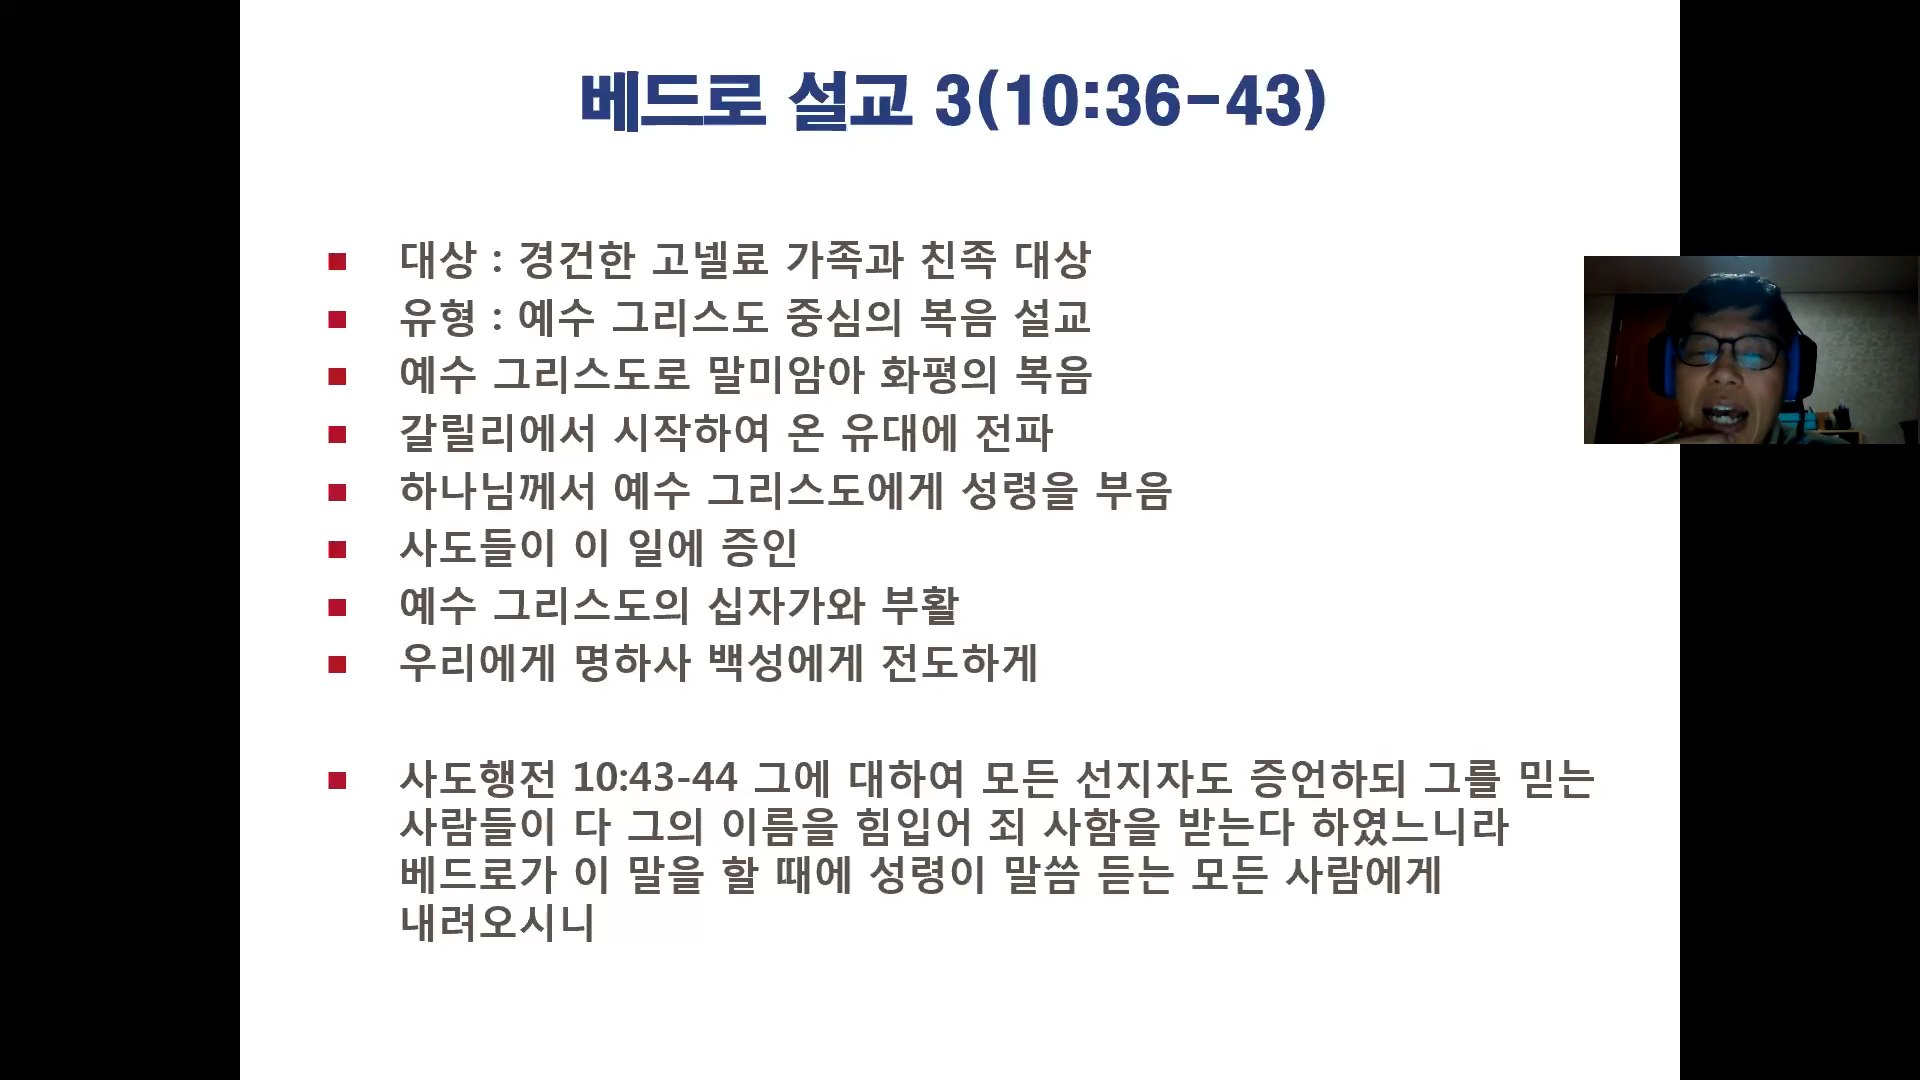 베드로 설교 3(10:36-43)
■ 대상 : 경건한 고넬료 가족과 친족 대상
■ 유형 : 예수 그리스도 중심의 복음 설교
■ 예수 그리스도로 말미암아 화평의 복음
■ 갈릴리에서 시작하여 온 유대에 전파
■ 하나님께서 예수 그리스도에게 성령을 부음
■ 사도들이 이 일에 증인
■ 예수 그리스도의 십자가와 부활
■ 우리에게 명하사 백성에게 전도하게
■ 사도행전 10:43-44 그에 대하여 모든 선지자도 증언하되 그를 믿는
사람들이 다 그의 이름을 힘입어 죄 사함을 받는다 하였느니라
베드로가 이 말을 할 때에 성령이 말씀 듣는 모든 사람에게
내려오시니